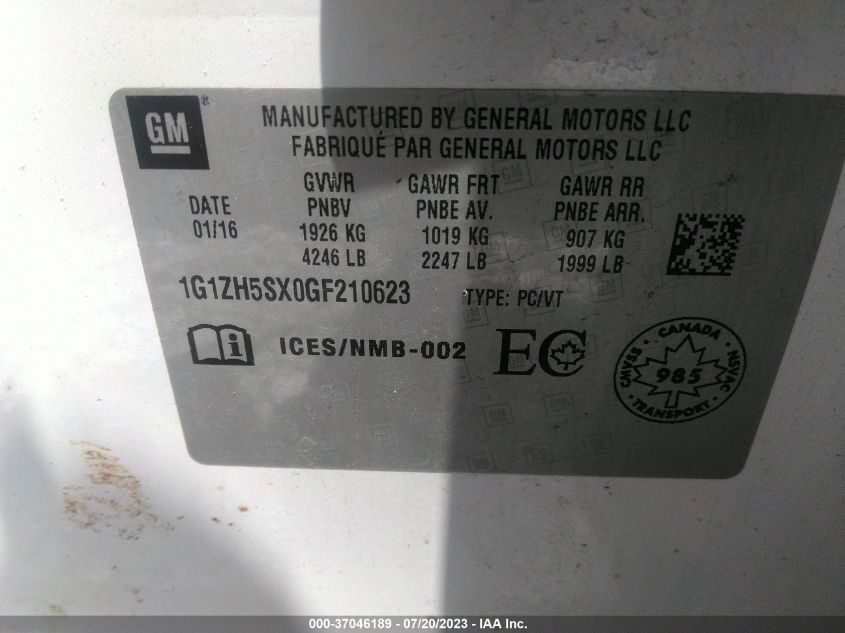 GM®
MANUFACTURED BY GENERAL MOTORS LLC
FABRIQUÉ PAR GENERAL MOTORS LLC
GVWR GAWR FRT GAWR RR
DATE PNBV PNBE AV. PNBE ARR.
01/16 1926 KG 1019 KG 907 KG
4246 LB 2247 LB 1999 LB
1G1ZH5SX0GF210623 TYPE: PC/VT
i ICES/NMB-002 EC
CMVSS · CANADA · NSVAC · TRANSPORT ·
985
000-37046189 - 07/20/2023 - IAA Inc.